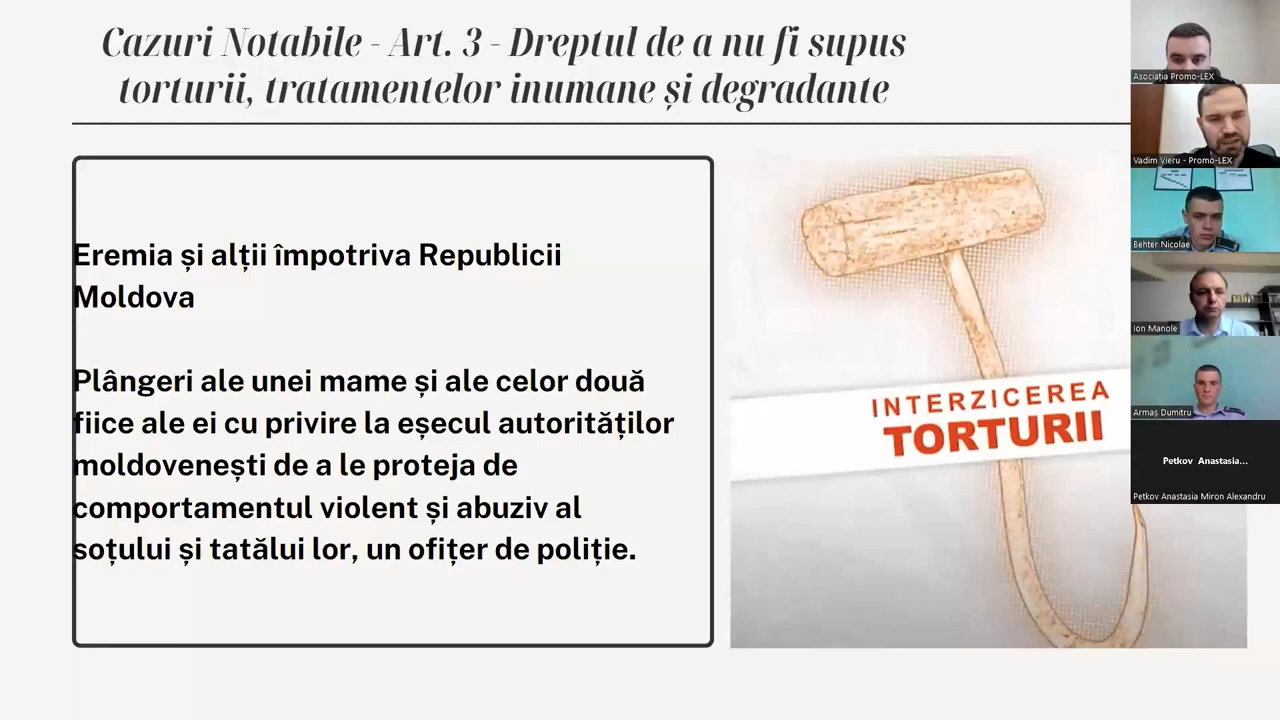 Cazuri Notabile - Art. 3 - Dreptul de a nu fi supus
torturii, tratamentelor inumane și degradante
Eremia și alții împotriva Republicii
Moldova
Plângeri ale unei mame și ale celor două
fiice ale ei cu privire la eșecul autorităților
moldovenești de a le proteja de
comportamentul violent și abuziv al
soțului și tatălui lor, un ofițer de poliție.
INTERZICEREA
TORTURII
Asociația Promo-LEX
Vadim Vieru - Promo-LEX
Behter Nicolae
Ion Manole
Armaș Dumitru
Petkov Anastasia...
Petkov Anastasia Miron Alexandru